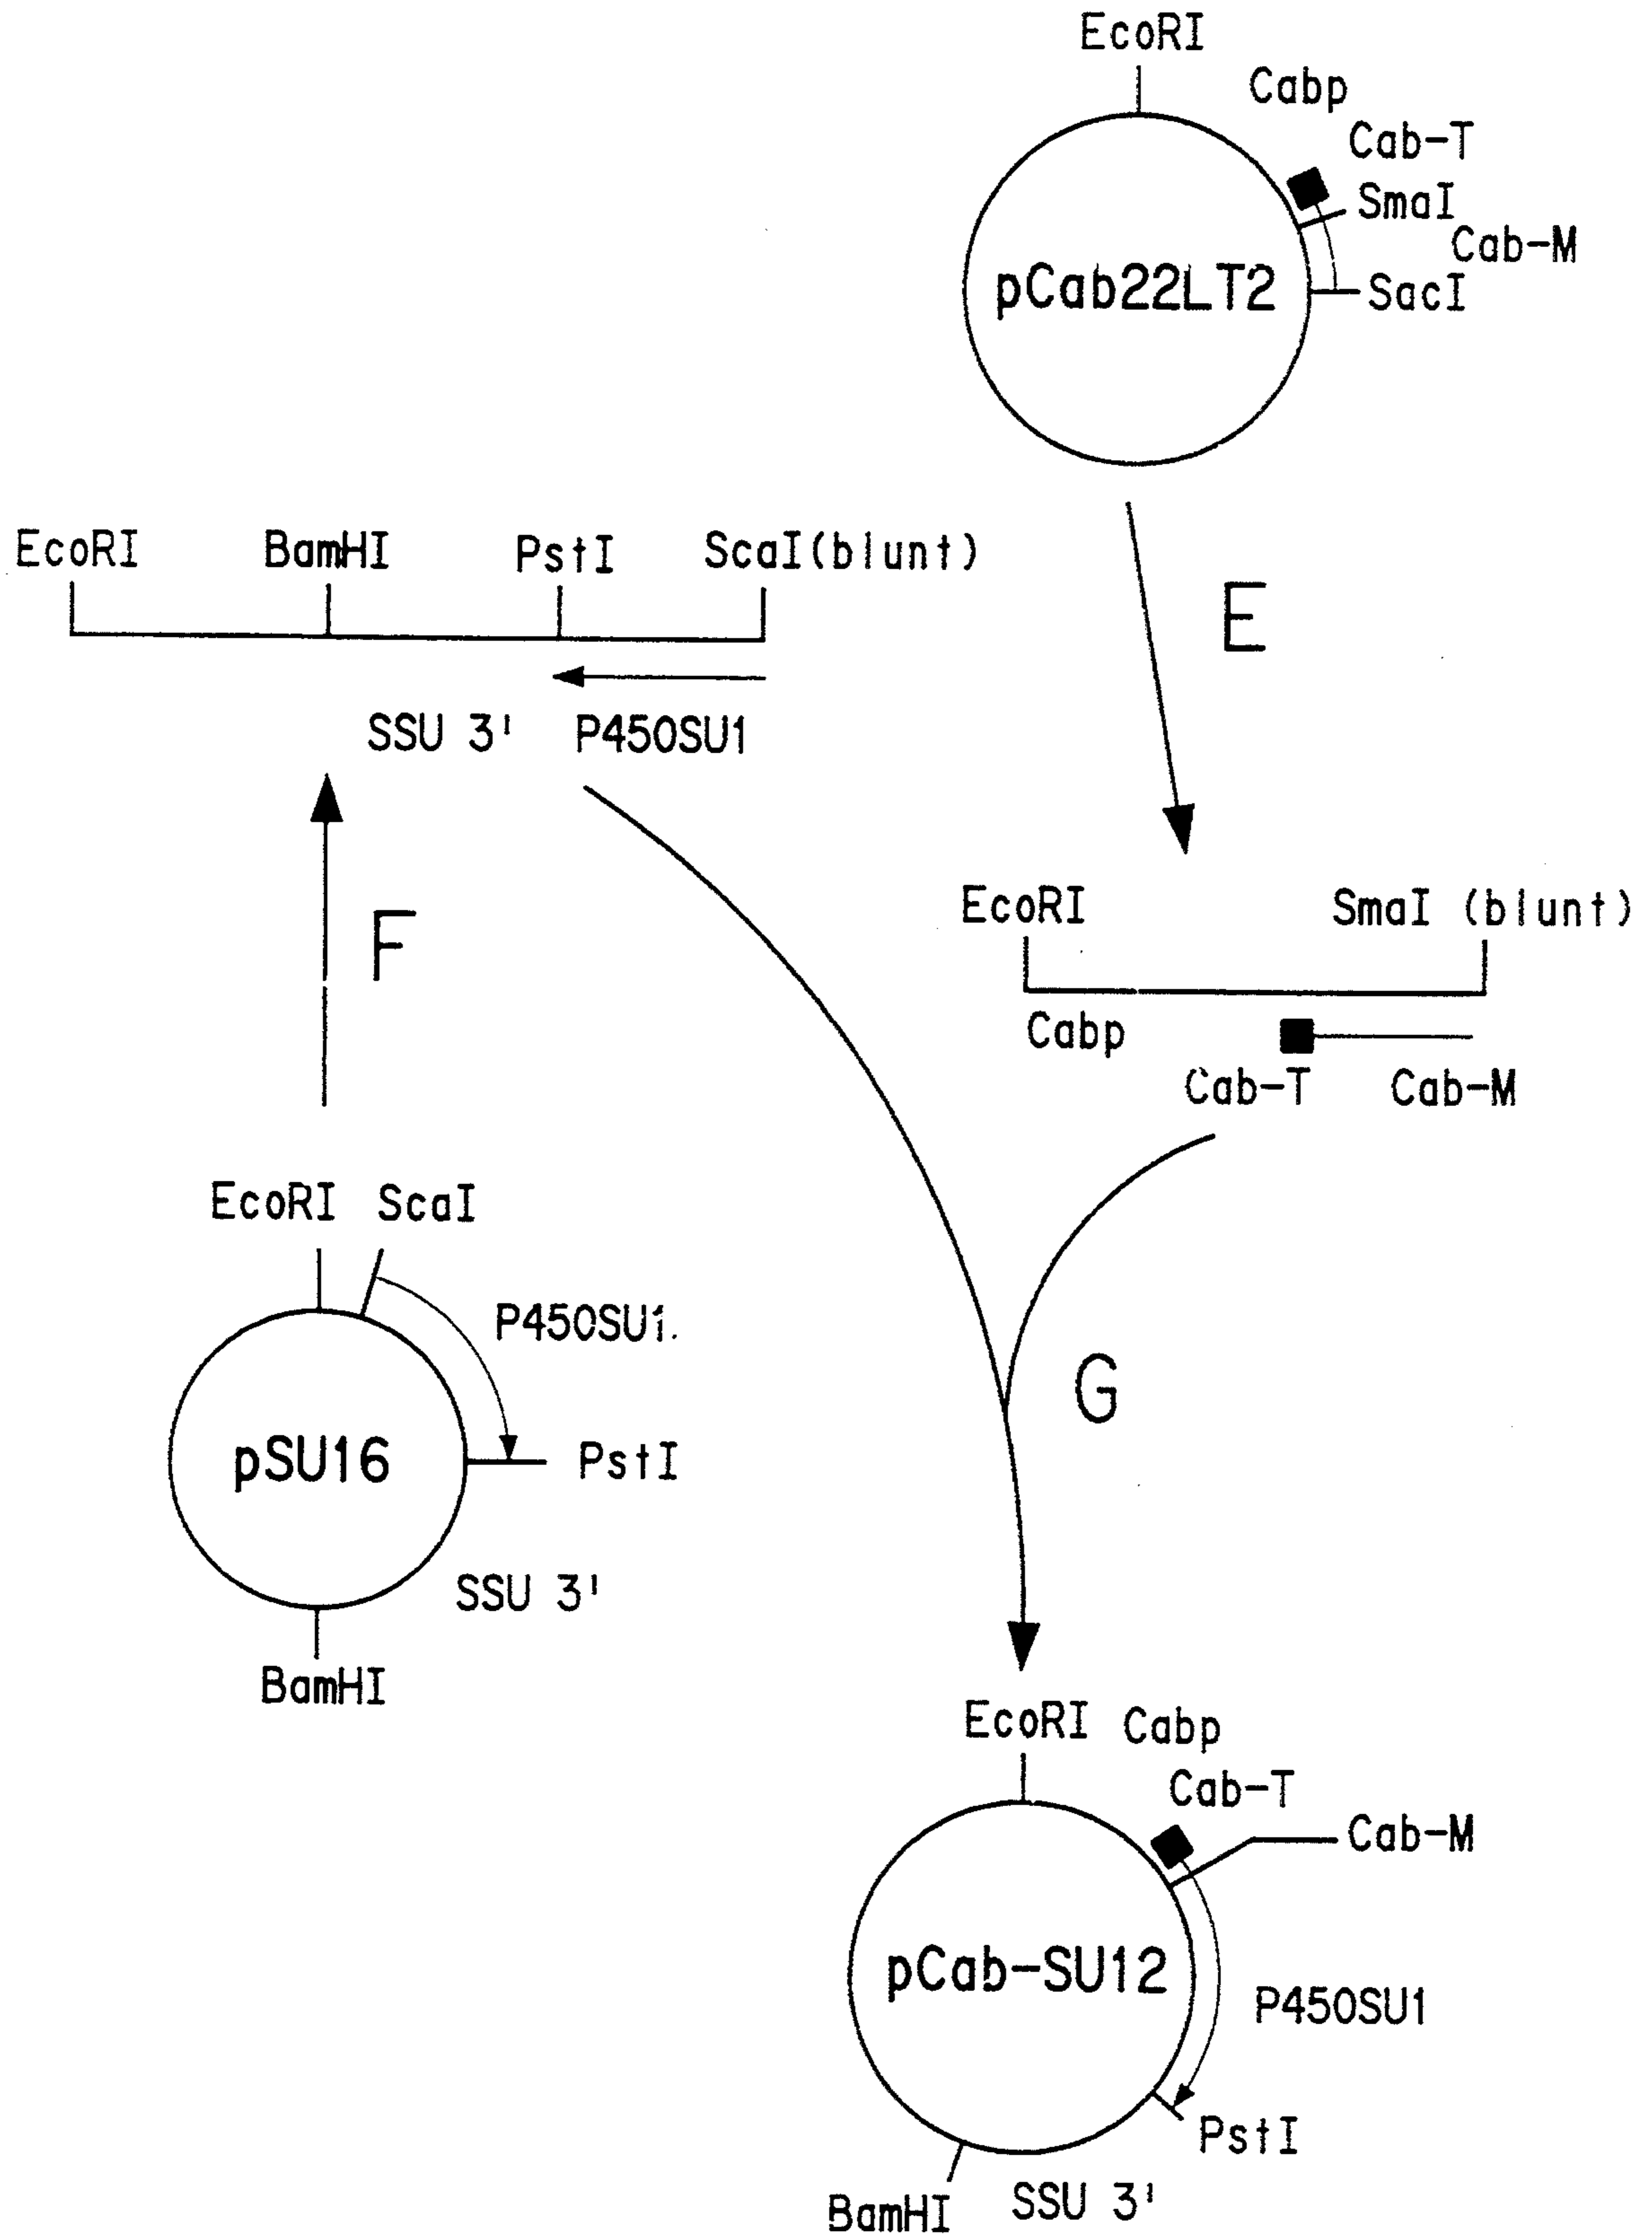 EcoRI
Cabp
Cab-T
SmaI
Cab-M
pCab22LT2
SacI
EcoRI BamHI PstI ScaI(blunt)
E
SSU 3' P450SU1
EcoRI SmaI (blunt)
F
Cabp
Cab-T Cab-M
EcoRI ScaI
P450SU1.
G
pSU16 PstI
SSU 3'
BamHI
EcoRI Cabp
Cab-T
Cab-M
pCab-SU12
P450SU1
PstI
SSU 3'
BamHI